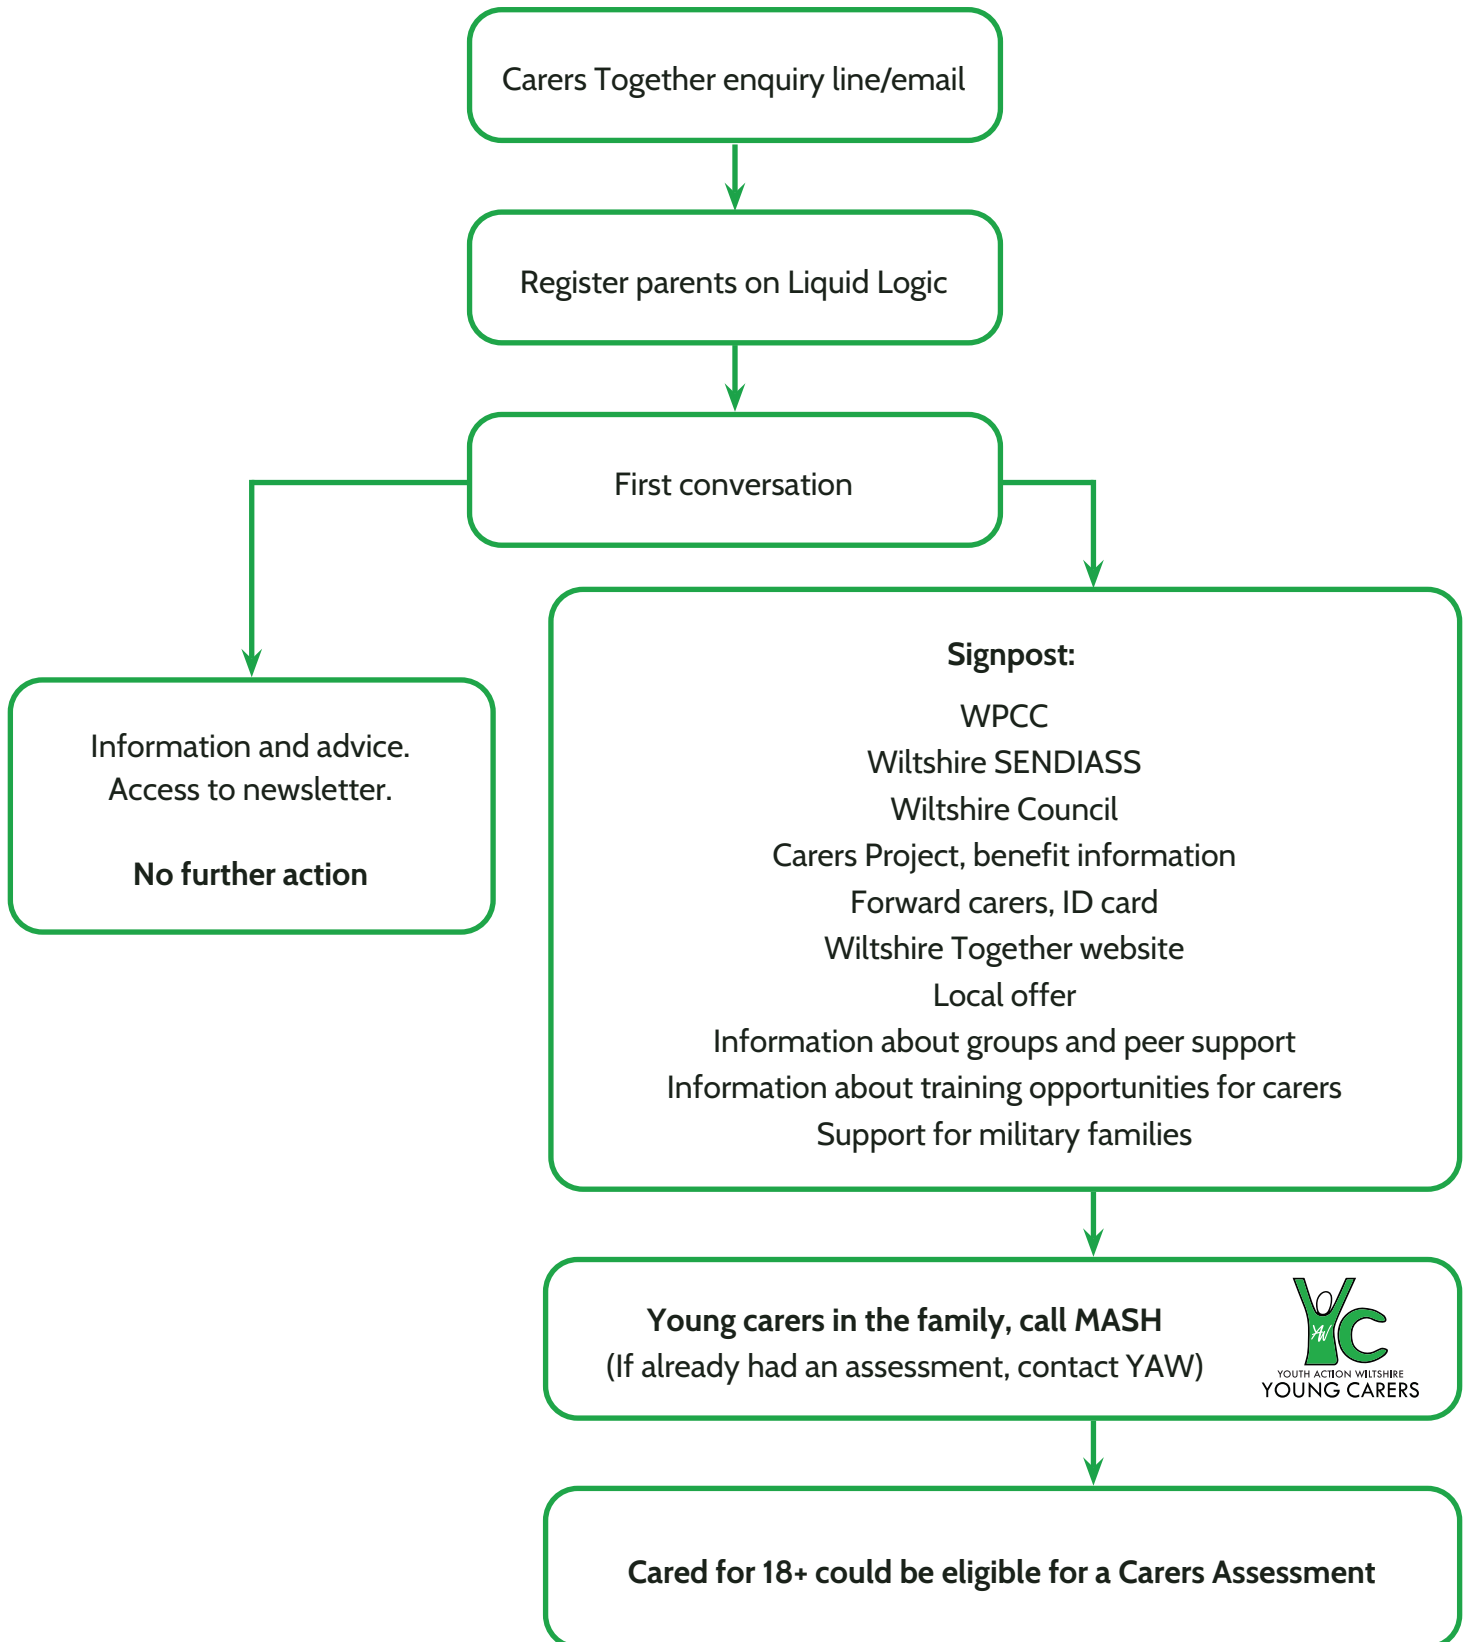 Carers Together enquiry line/email
Register parents on Liquid Logic
First conversation
Information and advice.
Access to newsletter.
No further action
Signpost:
WPCC
Wiltshire SENDIASS
Wiltshire Council
Carers Project, benefit information
Forward carers, ID card
Wiltshire Together website
Local offer
Information about groups and peer support
Information about training opportunities for carers
Support for military families
Young carers in the family, call MASH
(If already had an assessment, contact YAW)
YC
YAW
YOUTH ACTION WILTSHIRE
YOUNG CARERS
Cared for 18+ could be eligible for a Carers Assessment